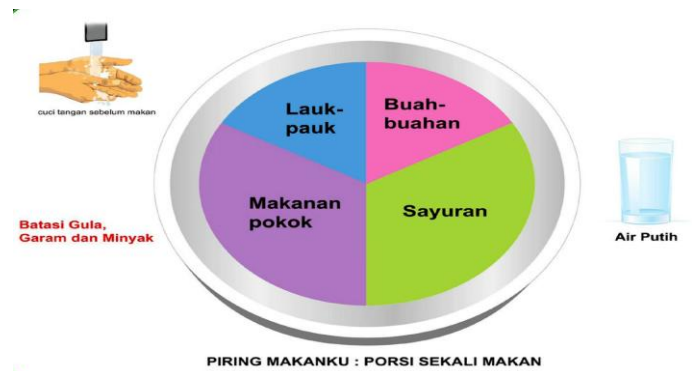 cuci tangan sebelum makan
Lauk-
pauk
Buah-
buahan
Makanan
pokok
Sayuran
Batasi Gula,
Garam dan Minyak
Air Putih
PIRING MAKANKU : PORSI SEKALI MAKAN